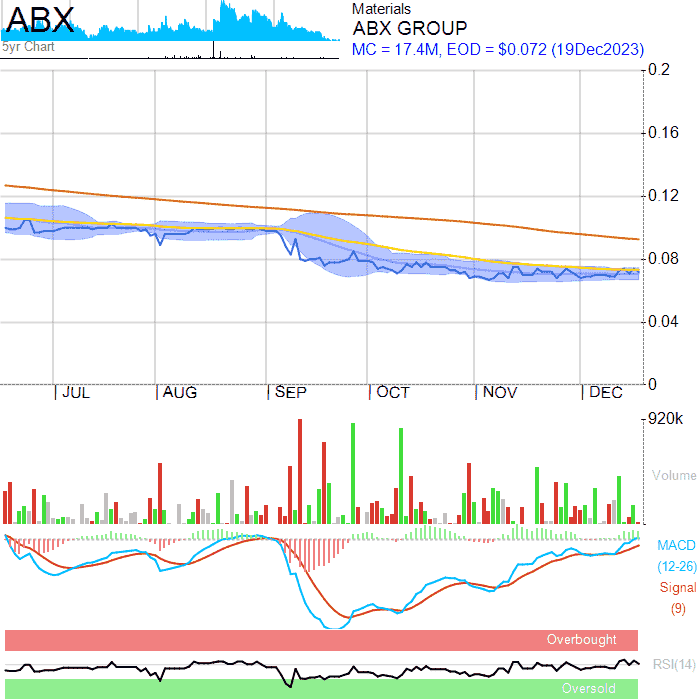 ABX
5yr Chart
Materials
ABX GROUP
MC = 17.4M, EOD = $0.072 (19Dec2023)
0.2
0.16
0.12
0.08
0.04
0
JUL AUG SEP OCT NOV DEC
920k
Volume
MACD
(12-26)
Signal
(9)
Overbought
RSI(14)
Oversold